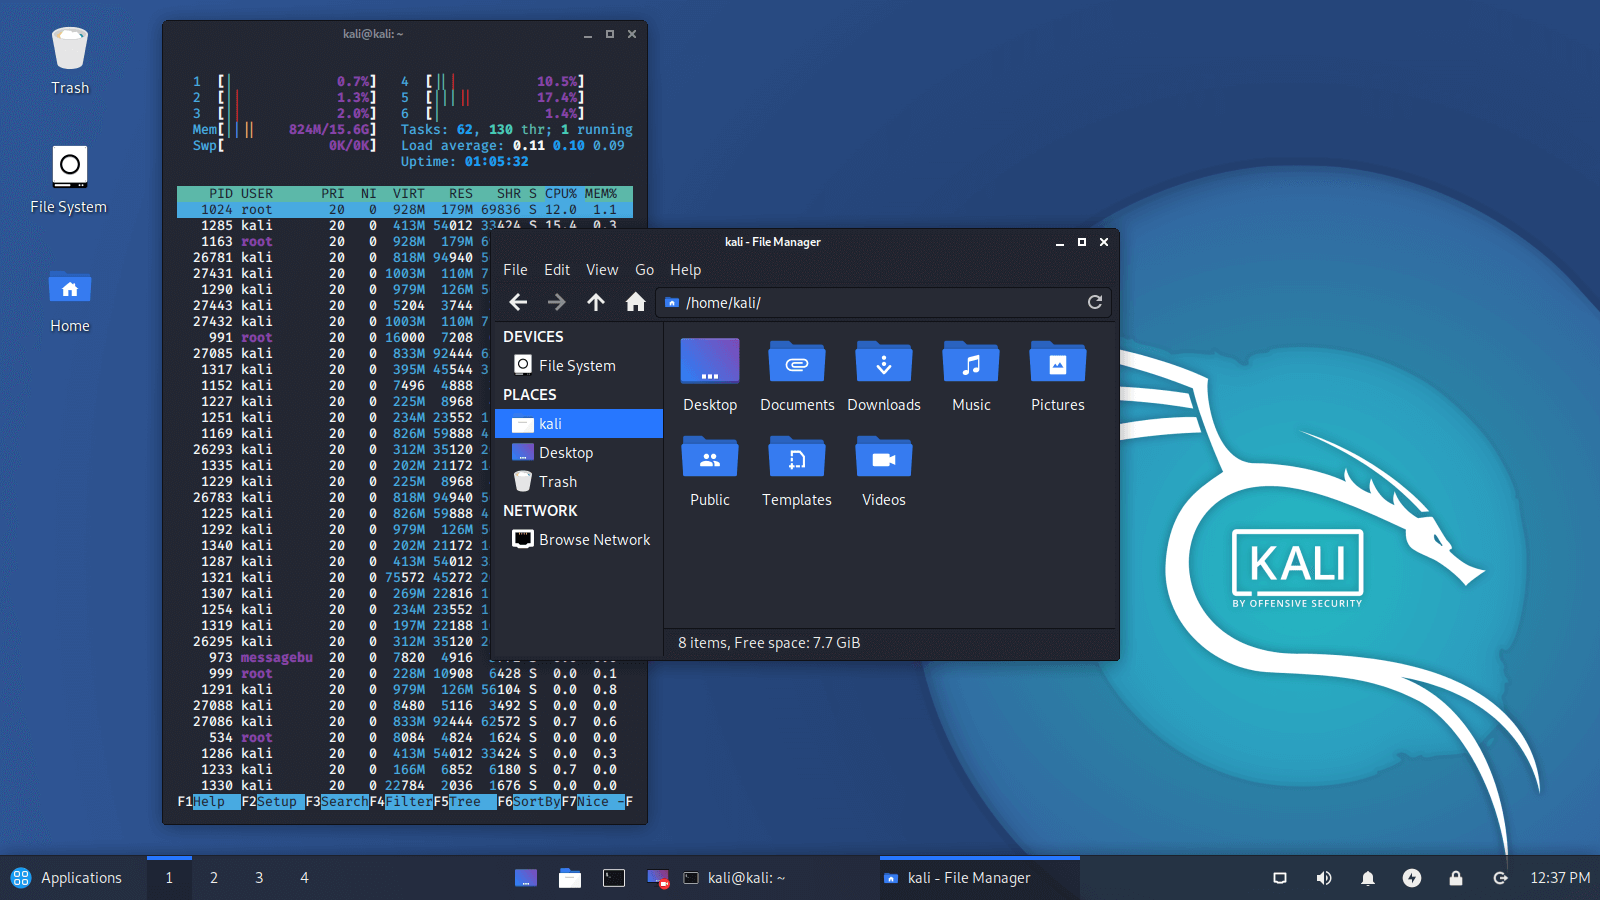 Trash
File System
Home
kali@kali: ~
1 [ 0.7%] 4 [ 10.5%]
2 [ 1.3%] 5 [ 17.4%]
3 [ 2.0%] 6 [ 1.4%]
Mem[ 824M/15.6G] Tasks: 62, 130 thr; 1 running
Swp[ 0K/0K] Load average: 0.11 0.10 0.09
Uptime: 01:05:32
PID USER PRI NI VIRT RES SHR S CPU% MEM%
1024 root 20 0 928M 179M 69836 S 12.0 1.1
1285 kali 20 0 413M 54012 33424 S 15.4 0.3
1163 root 20 0 928M 179M 6
26781 kali 20 0 818M 94940 5
27431 kali 20 0 1003M 110M 7
1290 kali 20 0 979M 126M 5
27443 kali 20 0 5204 3744
27432 kali 20 0 1003M 110M 7
991 root 20 0 16000 7208
27085 kali 20 0 833M 92444 6
1317 kali 20 0 395M 45544 3
1152 kali 20 0 7496 4888
1227 kali 20 0 225M 8968
1251 kali 20 0 234M 23552 1
1169 kali 20 0 826M 59888 4
26293 kali 20 0 312M 35120 2
1335 kali 20 0 202M 21172 1
1229 kali 20 0 225M 8968
26783 kali 20 0 818M 94940 5
1225 kali 20 0 826M 59888 4
1292 kali 20 0 979M 126M 5
1340 kali 20 0 202M 21172 1
1287 kali 20 0 413M 54012 3
1321 kali 20 0 75572 45272 2
1307 kali 20 0 269M 22816 1
1254 kali 20 0 234M 23552 1
1319 kali 20 0 197M 22188 1
26295 kali 20 0 312M 35120 2
973 messagebu 20 0 7820 4916
999 root 20 0 228M 10908 6428 S 0.0 0.1
1291 kali 20 0 979M 126M 56104 S 0.0 0.8
27088 kali 20 0 8480 5116 3492 S 0.0 0.0
27086 kali 20 0 833M 92444 62572 S 0.7 0.6
534 root 20 0 8084 4824 1624 S 0.0 0.0
1286 kali 20 0 413M 54012 33424 S 0.0 0.3
1233 kali 20 0 166M 6852 6180 S 0.7 0.0
1330 kali 20 0 22784 2036 1676 S 0.0 0.0
F1Help F2Setup F3SearchF4FilterF5Tree F6SortByF7Nice -F
kali - File Manager
File Edit View Go Help
/home/kali/
DEVICES
File System
PLACES
kali
Desktop
Trash
NETWORK
Browse Network
Desktop Documents Downloads Music Pictures
Public Templates Videos
8 items, Free space: 7.7 GiB
KALI
BY OFFENSIVE SECURITY
Applications 1 2 3 4 kali@kali: ~ kali - File Manager 12:37 PM